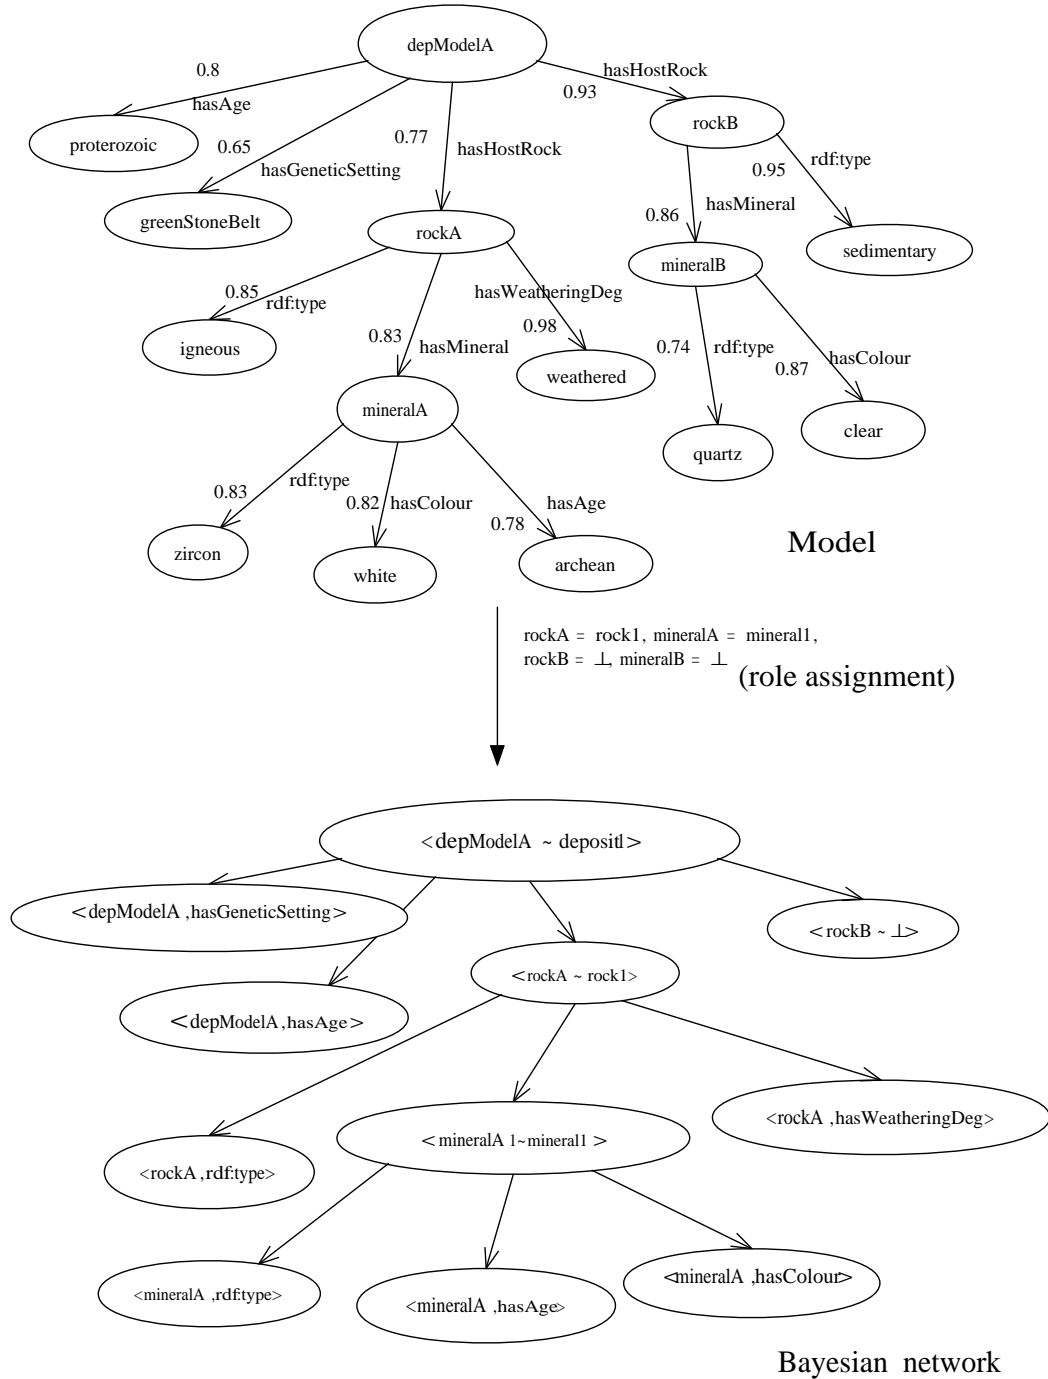 depModelA
0.8
hasAge
hasHostRock
0.93
proterozoic
0.65
hasGeneticSetting
0.77
hasHostRock
rockB
0.95
rdf:type
greenStoneBelt
0.86
hasMineral
rockA
sedimentary
mineralB
0.85
rdf:type
hasWeatheringDeg
0.98
igneous
0.83
hasMineral
0.74
rdf:type
0.87
hasColour
weathered
mineralA
clear
quartz
0.83
rdf:type
0.82
hasColour
0.78
hasAge
zircon
white
archean
Model
rockA = rock1, mineralA = mineral1,
rockB = ⊥, mineralB = ⊥
(role assignment)
<depModelA ~ deposit1>
<depModelA ,hasGeneticSetting>
<rockB ~ ⊥>
<rockA ~ rock1>
<depModelA,hasAge>
<rockA ,hasWeatheringDeg>
<mineralA 1~mineral1 >
<rockA ,rdf:type>
<mineralA ,hasColour>
<mineralA ,rdf:type>
<mineralA ,hasAge>
Bayesian network